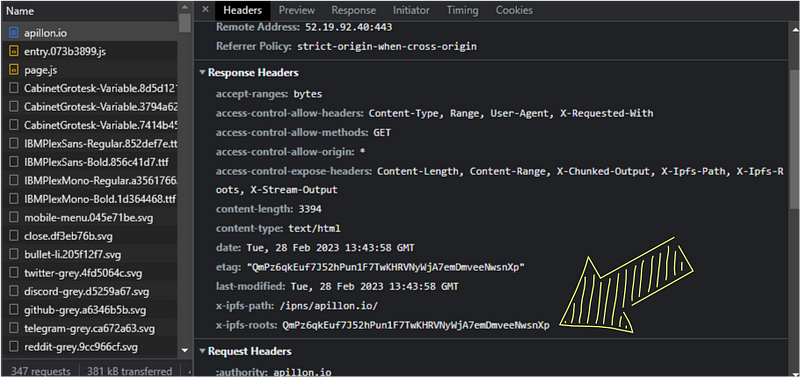 Name
Headers Preview Response Initiator Timing Cookies
apillon.io
entry.073b3899.js
page.js
CabinetGrotesk-Variable.8d5d121
CabinetGrotesk-Variable.3794a62
CabinetGrotesk-Variable.7414b45
IBMPlexSans-Regular.852def7e.ttf
IBMPlexSans-Bold.856c41d7.ttf
IBMPlexMono-Regular.a3561766.
IBMPlexMono-Bold.1d364468.ttf
mobile-menu.045e71be.svg
close.df3eb76b.svg
bullet-li.205f12f7.svg
twitter-grey.4fd5064c.svg
discord-grey.d5259a67.svg
github-grey.a6346b5b.svg
telegram-grey.ca672a63.svg
reddit-grey.9cc966cf.svg
347 requests 381 kB transferred
Remote Address: 52.19.92.40:443
Referrer Policy: strict-origin-when-cross-origin
Response Headers
accept-ranges: bytes
access-control-allow-headers: Content-Type, Range, User-Agent, X-Requested-With
access-control-allow-methods: GET
access-control-allow-origin: *
access-control-expose-headers: Content-Length, Content-Range, X-Chunked-Output, X-Ipfs-Path, X-Ipfs-R
oots, X-Stream-Output
content-length: 3394
content-type: text/html
date: Tue, 28 Feb 2023 13:43:58 GMT
etag: "QmPz6qkEuf7J52hPun1F7TwKHRVNyWjA7emDmveeNwsnXp"
last-modified: Tue, 28 Feb 2023 13:43:58 GMT
x-ipfs-path: /ipns/apillon.io/
x-ipfs-roots: QmPz6qkEuf7J52hPun1F7TwKHRVNyWjA7emDmveeNwsnXp
Request Headers
:authority: apillon.io